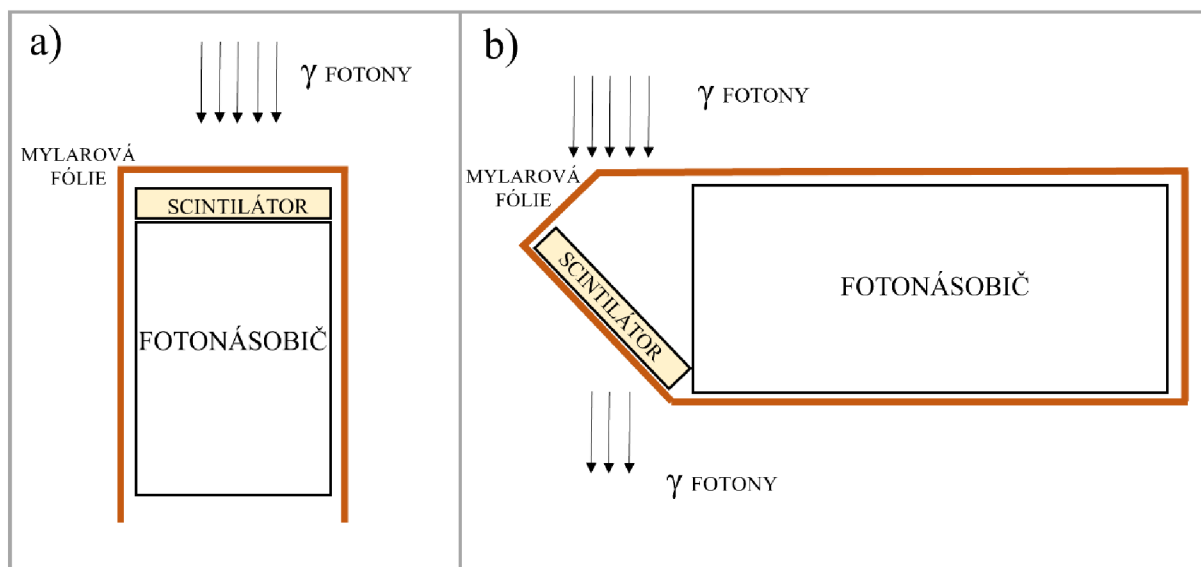 a)
γ FOTONY
MYLAROVÁ
FÓLIE
SCINTILÁTOR
FOTONÁSOBIČ
b)
γ FOTONY
MYLAROVÁ
FÓLIE
SCINTILÁTOR
FOTONÁSOBIČ
γ FOTONY